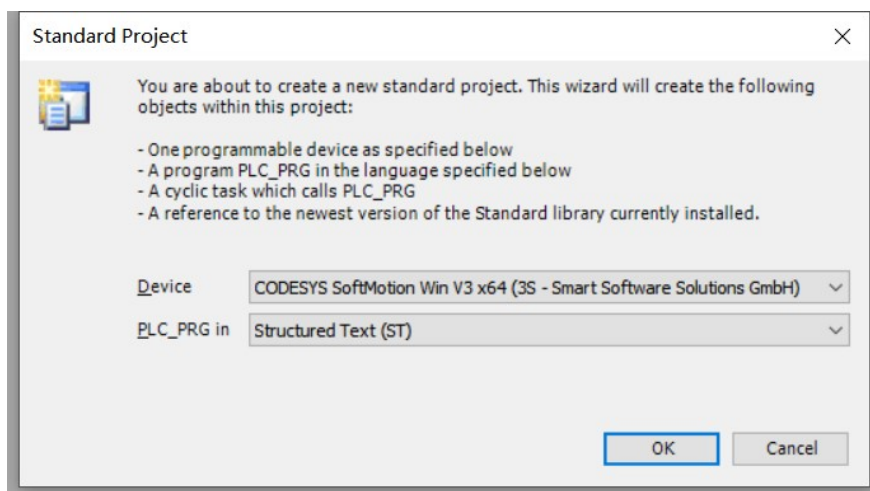 Standard Project
You are about to create a new standard project. This wizard will create the following
objects within this project:
- One programmable device as specified below
- A program PLC_PRG in the language specified below
- A cyclic task which calls PLC_PRG
- A reference to the newest version of the Standard library currently installed.
Device CODESYS SoftMotion Win V3 x64 (3S - Smart Software Solutions GmbH)
PLC_PRG in Structured Text (ST)
OK Cancel